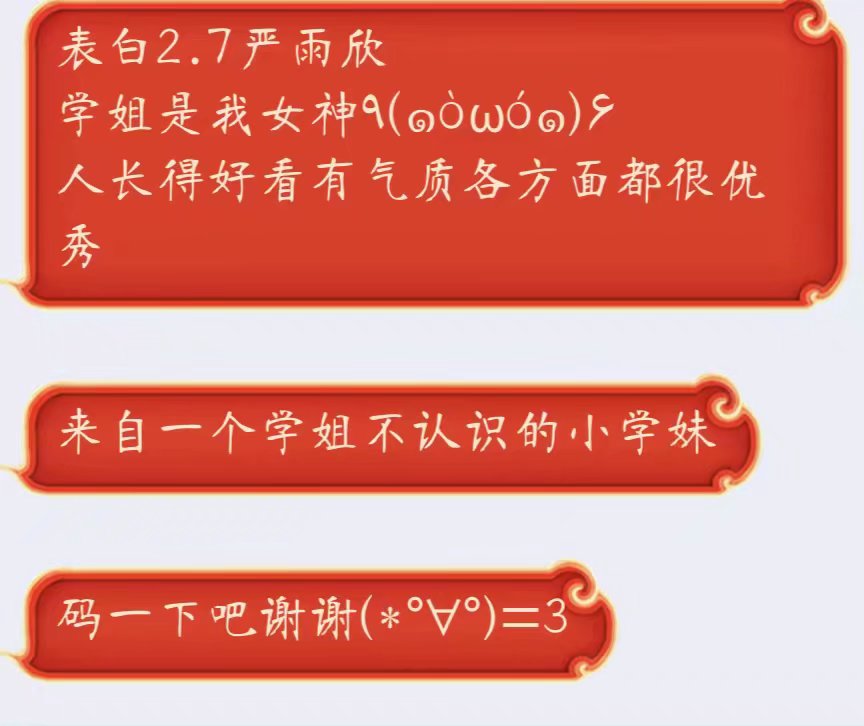 表白2.7严雨欣
学姐是我女神٩(๑òωó๑)۶
人长得好看有气质各方面都很优
秀
来自一个学姐不认识的小学妹
码一下吧谢谢(*°∀°)=3